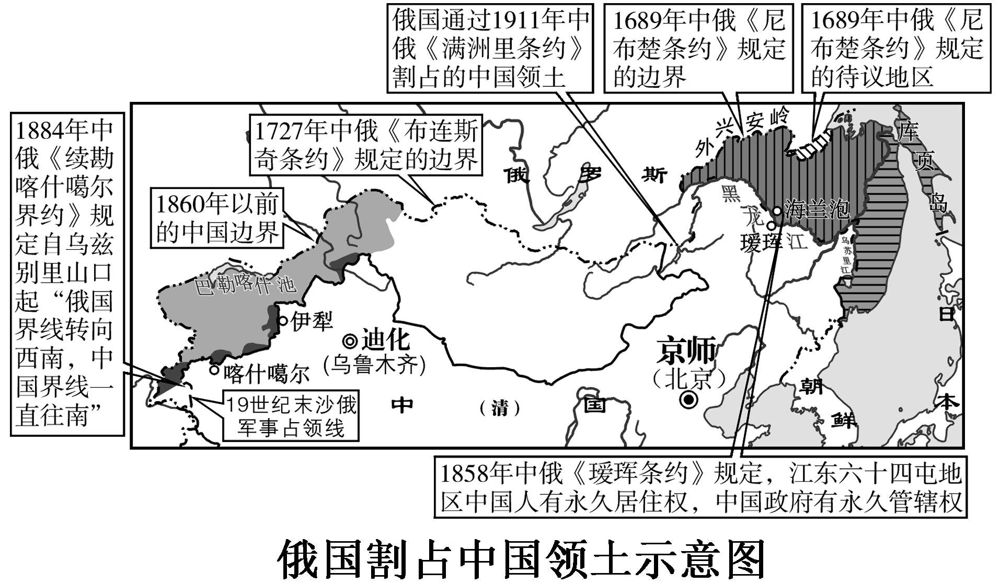 俄国通过1911年中
俄《满洲里条约》
割占的中国领土
1689年中俄《尼
布楚条约》规定
的边界
1689年中俄《尼
布楚条约》规定
的待议地区
1884年中
俄《续勘
喀什噶尔
界约》规
定自乌兹
别里山口
起“俄国
界线转向
西南，中
国界线一
直往南”
1727年中俄《布连斯
奇条约》规定的边界
1860年以前
的中国边界
外兴安岭
库页岛
俄罗斯
黑龙江
海兰泡
瑷珲
乌苏里江
巴勒喀什池
伊犁
迪化
(乌鲁木齐)
喀什噶尔
京师
（北京）
19世纪末沙俄
军事占领线
中（清）国
朝鲜
日本
1858年中俄《瑷珲条约》规定，江东六十四屯地
区中国人有永久居住权，中国政府有永久管辖权
俄国割占中国领土示意图